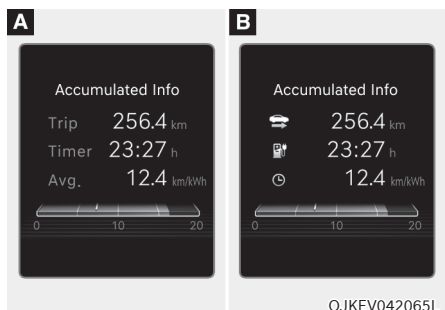 A
Accumulated Info
Trip 256.4 km
Timer 23:27 h
Avg. 12.4 km/kWh
0 10 20
B
Accumulated Info
256.4 km
23:27 h
12.4 km/kWh
0 10 20
OJKEV042065L